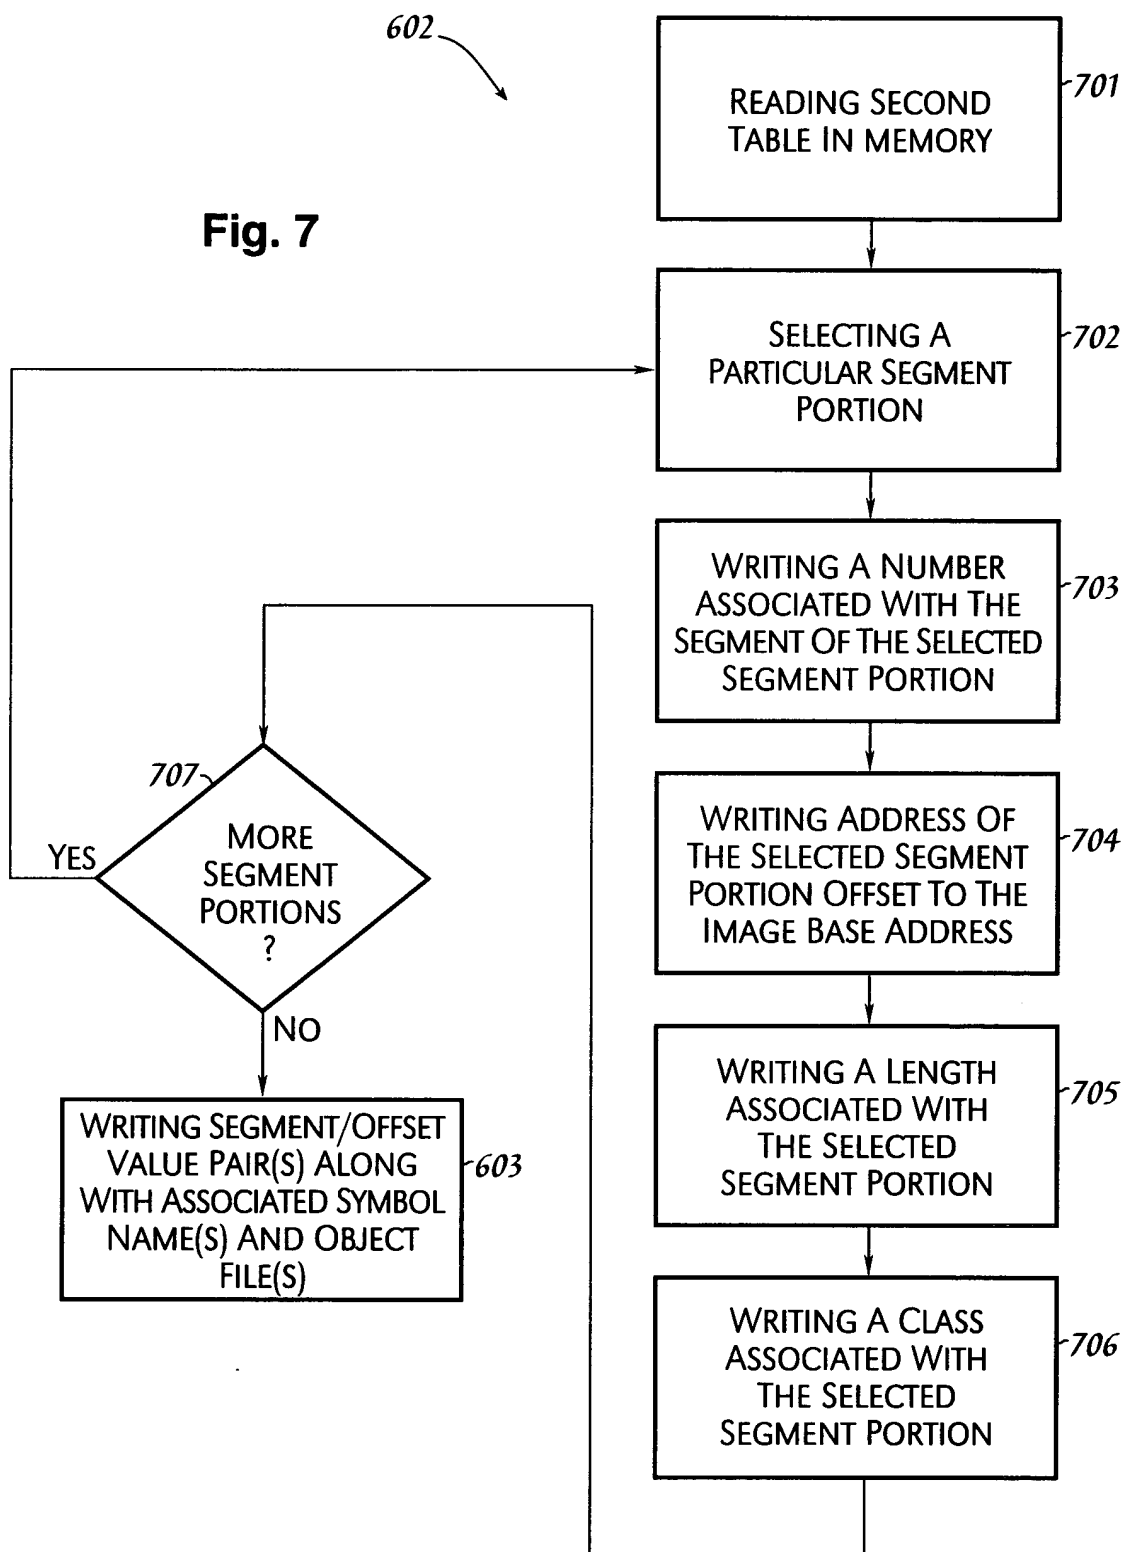 602
READING SECOND
TABLE IN MEMORY
701
Fig. 7
SELECTING A
PARTICULAR SEGMENT
PORTION
702
WRITING A NUMBER
ASSOCIATED WITH THE
SEGMENT OF THE SELECTED
SEGMENT PORTION
703
WRITING ADDRESS OF
THE SELECTED SEGMENT
PORTION OFFSET TO THE
IMAGE BASE ADDRESS
704
WRITING A LENGTH
ASSOCIATED WITH
THE SELECTED
SEGMENT PORTION
705
WRITING A CLASS
ASSOCIATED WITH
THE SELECTED
SEGMENT PORTION
706
707
MORE
SEGMENT
PORTIONS
?
YES
NO
WRITING SEGMENT/OFFSET
VALUE PAIR(S) ALONG
WITH ASSOCIATED SYMBOL
NAME(S) AND OBJECT
FILE(S)
603